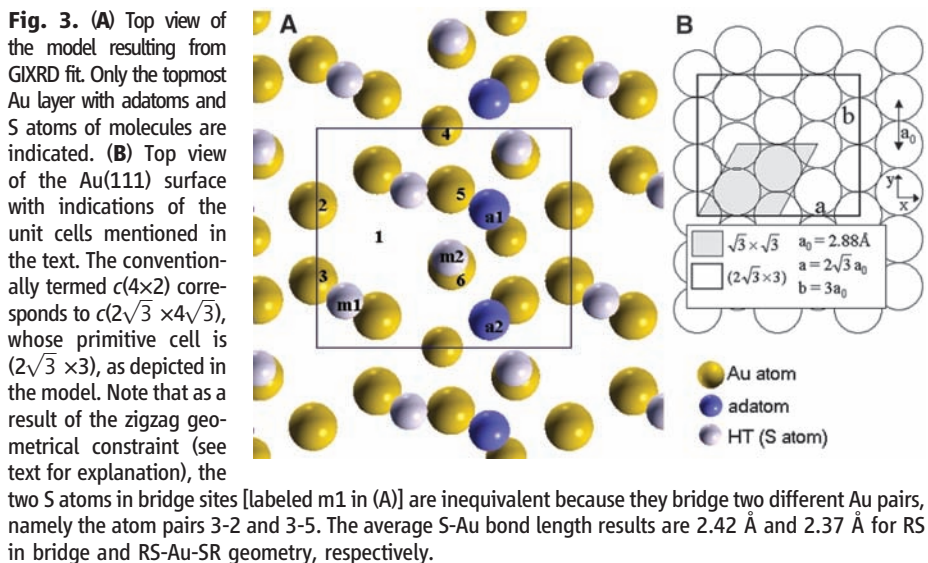 Fig. 3. (A) Top view of
the model resulting from
GIXRD fit. Only the topmost
Au layer with adatoms and
S atoms of molecules are
indicated. (B) Top view
of the Au(111) surface
with indications of the
unit cells mentioned in
the text. The convention-
ally termed c(4×2) corre-
sponds to c(2√3 ×4√3),
whose primitive cell is
(2√3 ×3), as depicted in
the model. Note that as a
result of the zigzag geo-
metrical constraint (see
text for explanation), the
two S atoms in bridge sites [labeled m1 in (A)] are inequivalent because they bridge two different Au pairs,
namely the atom pairs 3-2 and 3-5. The average S-Au bond length results are 2.42 Å and 2.37 Å for RS
in bridge and RS-Au-SR geometry, respectively.
A
4
5
2
a1
1
m2
3
6
m1
a2
B
b
a₀
y
x
a
√3 × √3 a₀ = 2.88Å
(2√3 × 3) a = 2√3 a₀
b = 3a₀
Au atom
adatom
HT (S atom)